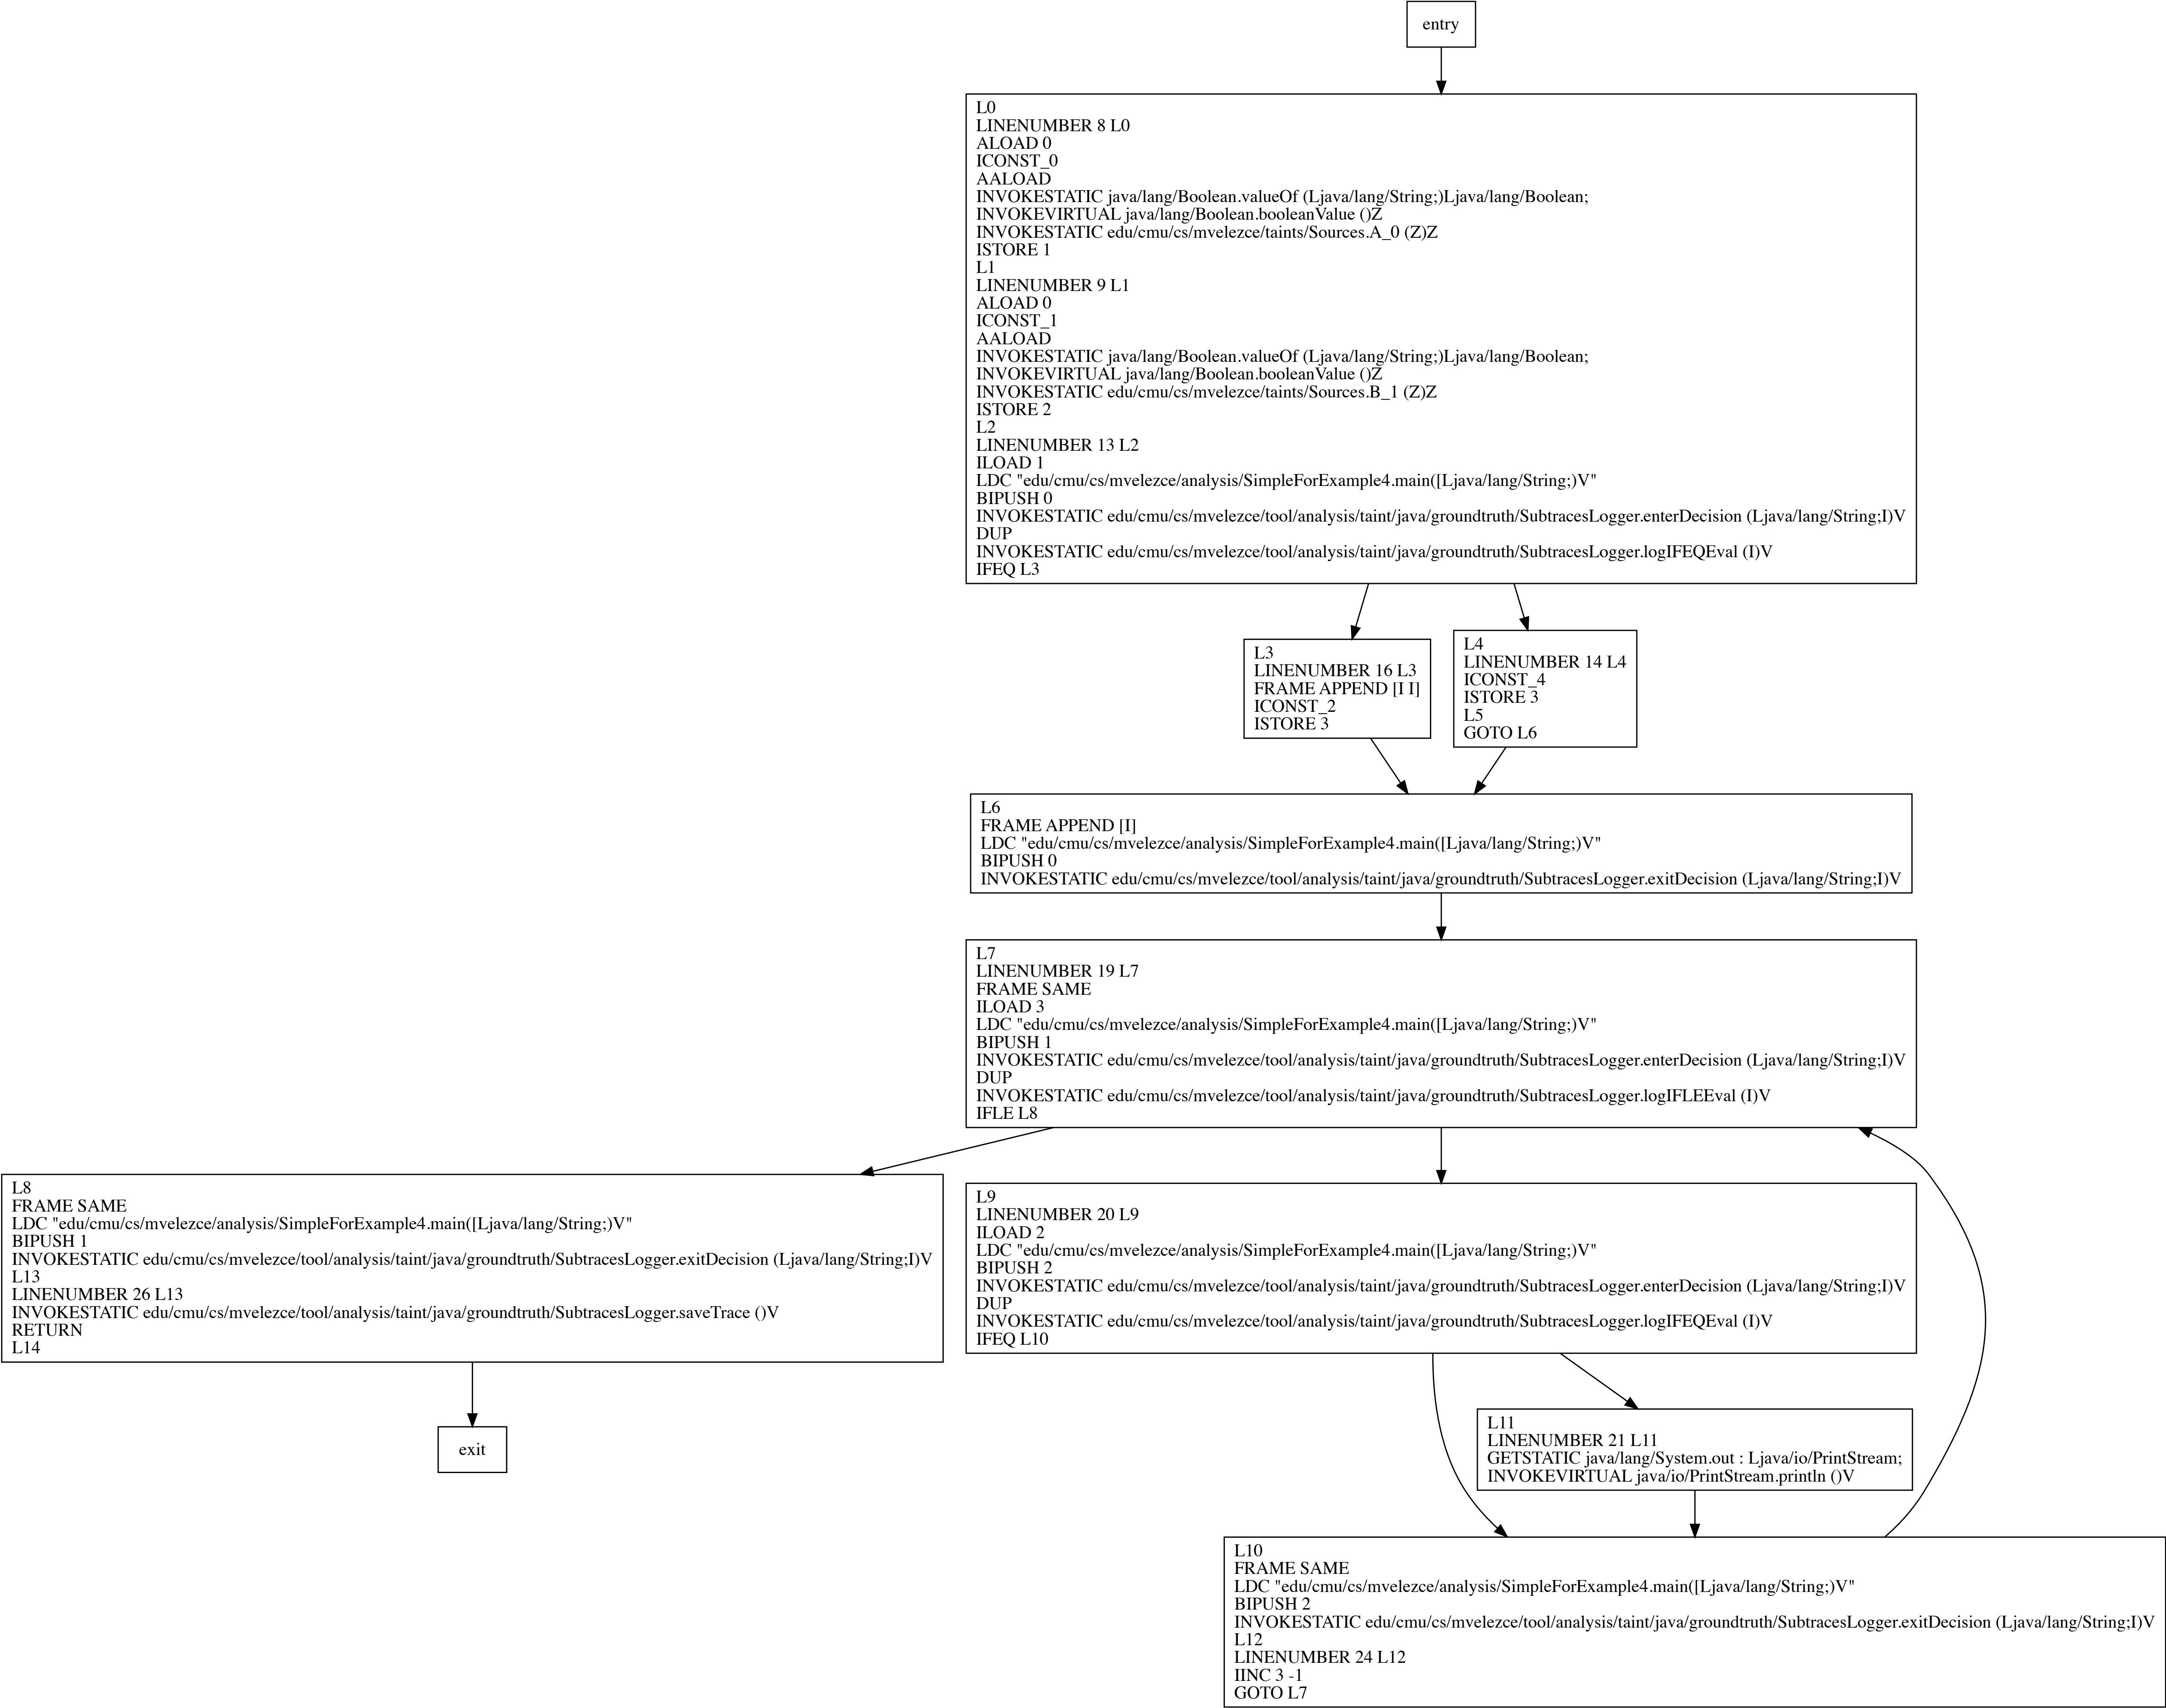 entry
L0
LINENUMBER 8 L0
ALOAD 0
ICONST_0
AALOAD
INVOKESTATIC java/lang/Boolean.valueOf (Ljava/lang/String;)Ljava/lang/Boolean;
INVOKEVIRTUAL java/lang/Boolean.booleanValue ()Z
INVOKESTATIC edu/cmu/cs/mvelezce/taints/Sources.A_0 (Z)Z
ISTORE 1
L1
LINENUMBER 9 L1
ALOAD 0
ICONST_1
AALOAD
INVOKESTATIC java/lang/Boolean.valueOf (Ljava/lang/String;)Ljava/lang/Boolean;
INVOKEVIRTUAL java/lang/Boolean.booleanValue ()Z
INVOKESTATIC edu/cmu/cs/mvelezce/taints/Sources.B_1 (Z)Z
ISTORE 2
L2
LINENUMBER 13 L2
ILOAD 1
LDC "edu/cmu/cs/mvelezce/analysis/SimpleForExample4.main([Ljava/lang/String;)V"
BIPUSH 0
INVOKESTATIC edu/cmu/cs/mvelezce/tool/analysis/taint/java/groundtruth/SubtracesLogger.enterDecision (Ljava/lang/String;I)V
DUP
INVOKESTATIC edu/cmu/cs/mvelezce/tool/analysis/taint/java/groundtruth/SubtracesLogger.logIFEQEval (I)V
IFEQ L3
L3
LINENUMBER 16 L3
FRAME APPEND [I I]
ICONST_2
ISTORE 3
L4
LINENUMBER 14 L4
ICONST_4
ISTORE 3
L5
GOTO L6
L6
FRAME APPEND [I]
LDC "edu/cmu/cs/mvelezce/analysis/SimpleForExample4.main([Ljava/lang/String;)V"
BIPUSH 0
INVOKESTATIC edu/cmu/cs/mvelezce/tool/analysis/taint/java/groundtruth/SubtracesLogger.exitDecision (Ljava/lang/String;I)V
L7
LINENUMBER 19 L7
FRAME SAME
ILOAD 3
LDC "edu/cmu/cs/mvelezce/analysis/SimpleForExample4.main([Ljava/lang/String;)V"
BIPUSH 1
INVOKESTATIC edu/cmu/cs/mvelezce/tool/analysis/taint/java/groundtruth/SubtracesLogger.enterDecision (Ljava/lang/String;I)V
DUP
INVOKESTATIC edu/cmu/cs/mvelezce/tool/analysis/taint/java/groundtruth/SubtracesLogger.logIFLEEval (I)V
IFLE L8
L8
FRAME SAME
LDC "edu/cmu/cs/mvelezce/analysis/SimpleForExample4.main([Ljava/lang/String;)V"
BIPUSH 1
INVOKESTATIC edu/cmu/cs/mvelezce/tool/analysis/taint/java/groundtruth/SubtracesLogger.exitDecision (Ljava/lang/String;I)V
L13
LINENUMBER 26 L13
INVOKESTATIC edu/cmu/cs/mvelezce/tool/analysis/taint/java/groundtruth/SubtracesLogger.saveTrace ()V
RETURN
L14
L9
LINENUMBER 20 L9
ILOAD 2
LDC "edu/cmu/cs/mvelezce/analysis/SimpleForExample4.main([Ljava/lang/String;)V"
BIPUSH 2
INVOKESTATIC edu/cmu/cs/mvelezce/tool/analysis/taint/java/groundtruth/SubtracesLogger.enterDecision (Ljava/lang/String;I)V
DUP
INVOKESTATIC edu/cmu/cs/mvelezce/tool/analysis/taint/java/groundtruth/SubtracesLogger.logIFEQEval (I)V
IFEQ L10
exit
L11
LINENUMBER 21 L11
GETSTATIC java/lang/System.out : Ljava/io/PrintStream;
INVOKEVIRTUAL java/io/PrintStream.println ()V
L10
FRAME SAME
LDC "edu/cmu/cs/mvelezce/analysis/SimpleForExample4.main([Ljava/lang/String;)V"
BIPUSH 2
INVOKESTATIC edu/cmu/cs/mvelezce/tool/analysis/taint/java/groundtruth/SubtracesLogger.exitDecision (Ljava/lang/String;I)V
L12
LINENUMBER 24 L12
IINC 3 -1
GOTO L7